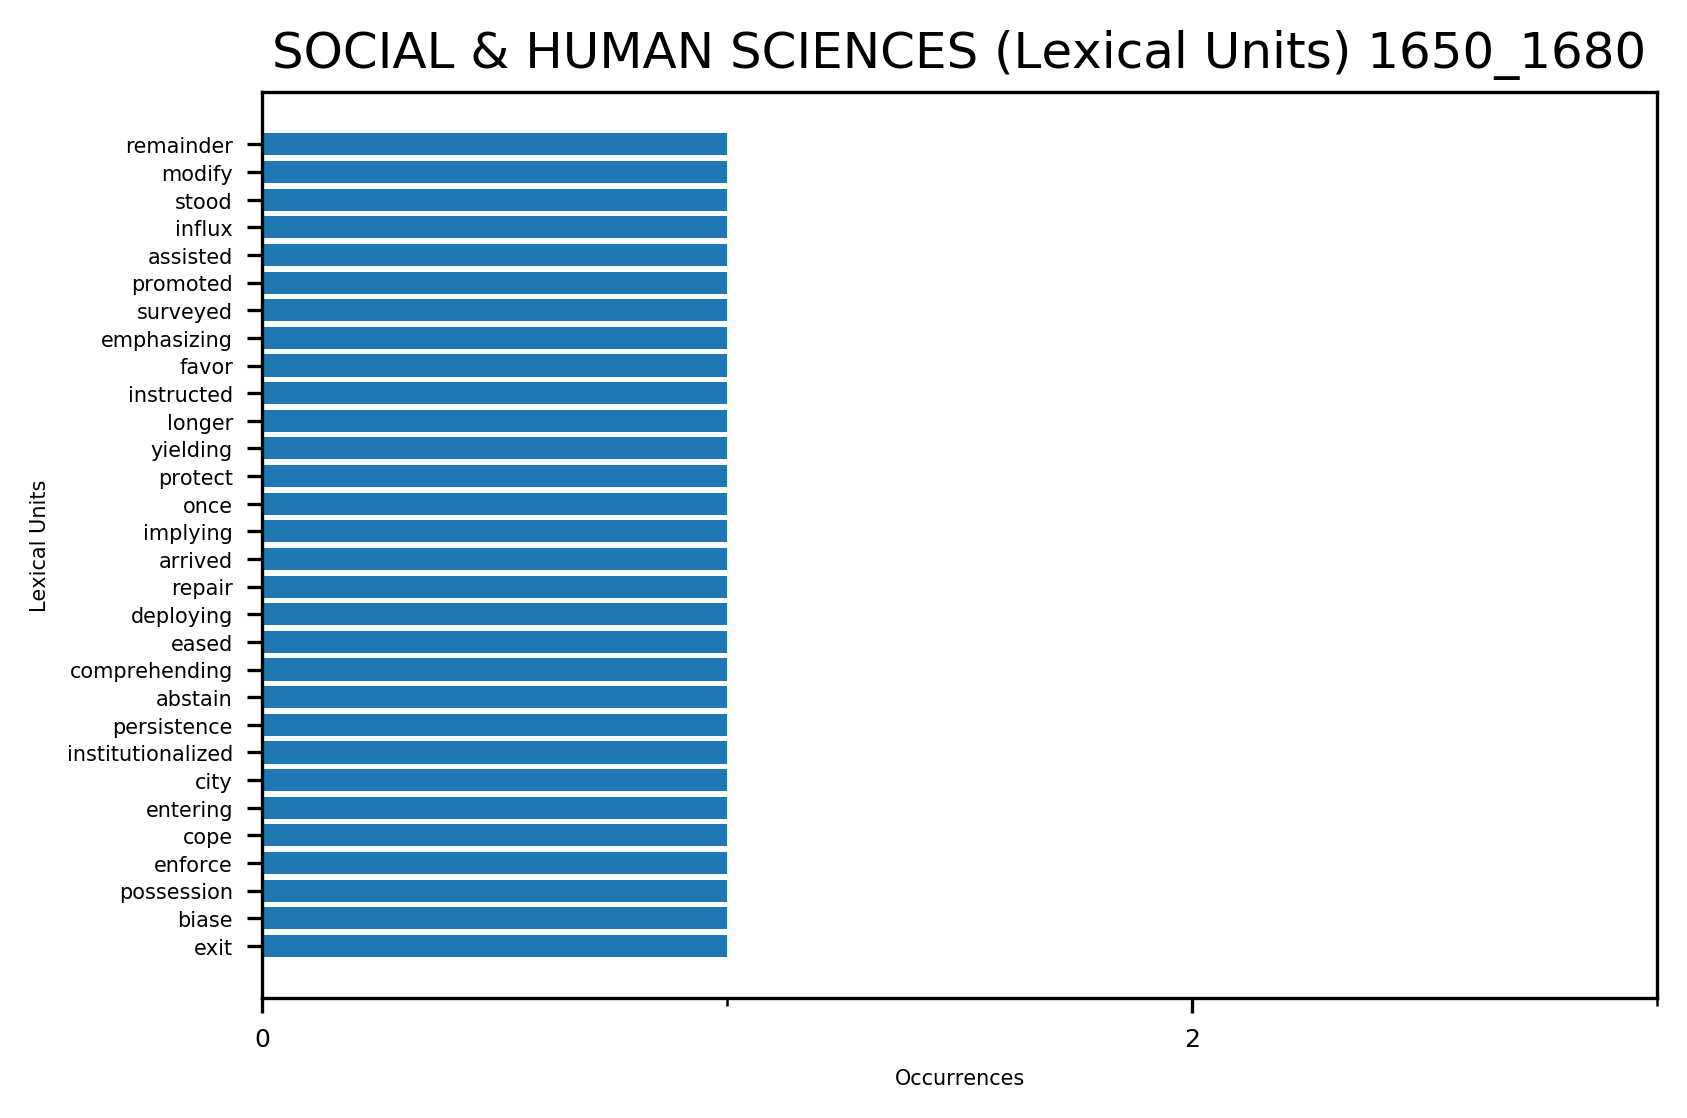 SOCIAL & HUMAN SCIENCES (Lexical Units) 1650_1680
remainder
modify
stood
influx
assisted
promoted
surveyed
emphasizing
favor
instructed
longer
yielding
protect
once
implying
arrived
repair
deploying
eased
comprehending
abstain
persistence
institutionalized
city
entering
cope
enforce
possession
biase
exit
Lexical Units
0 2
Occurrences